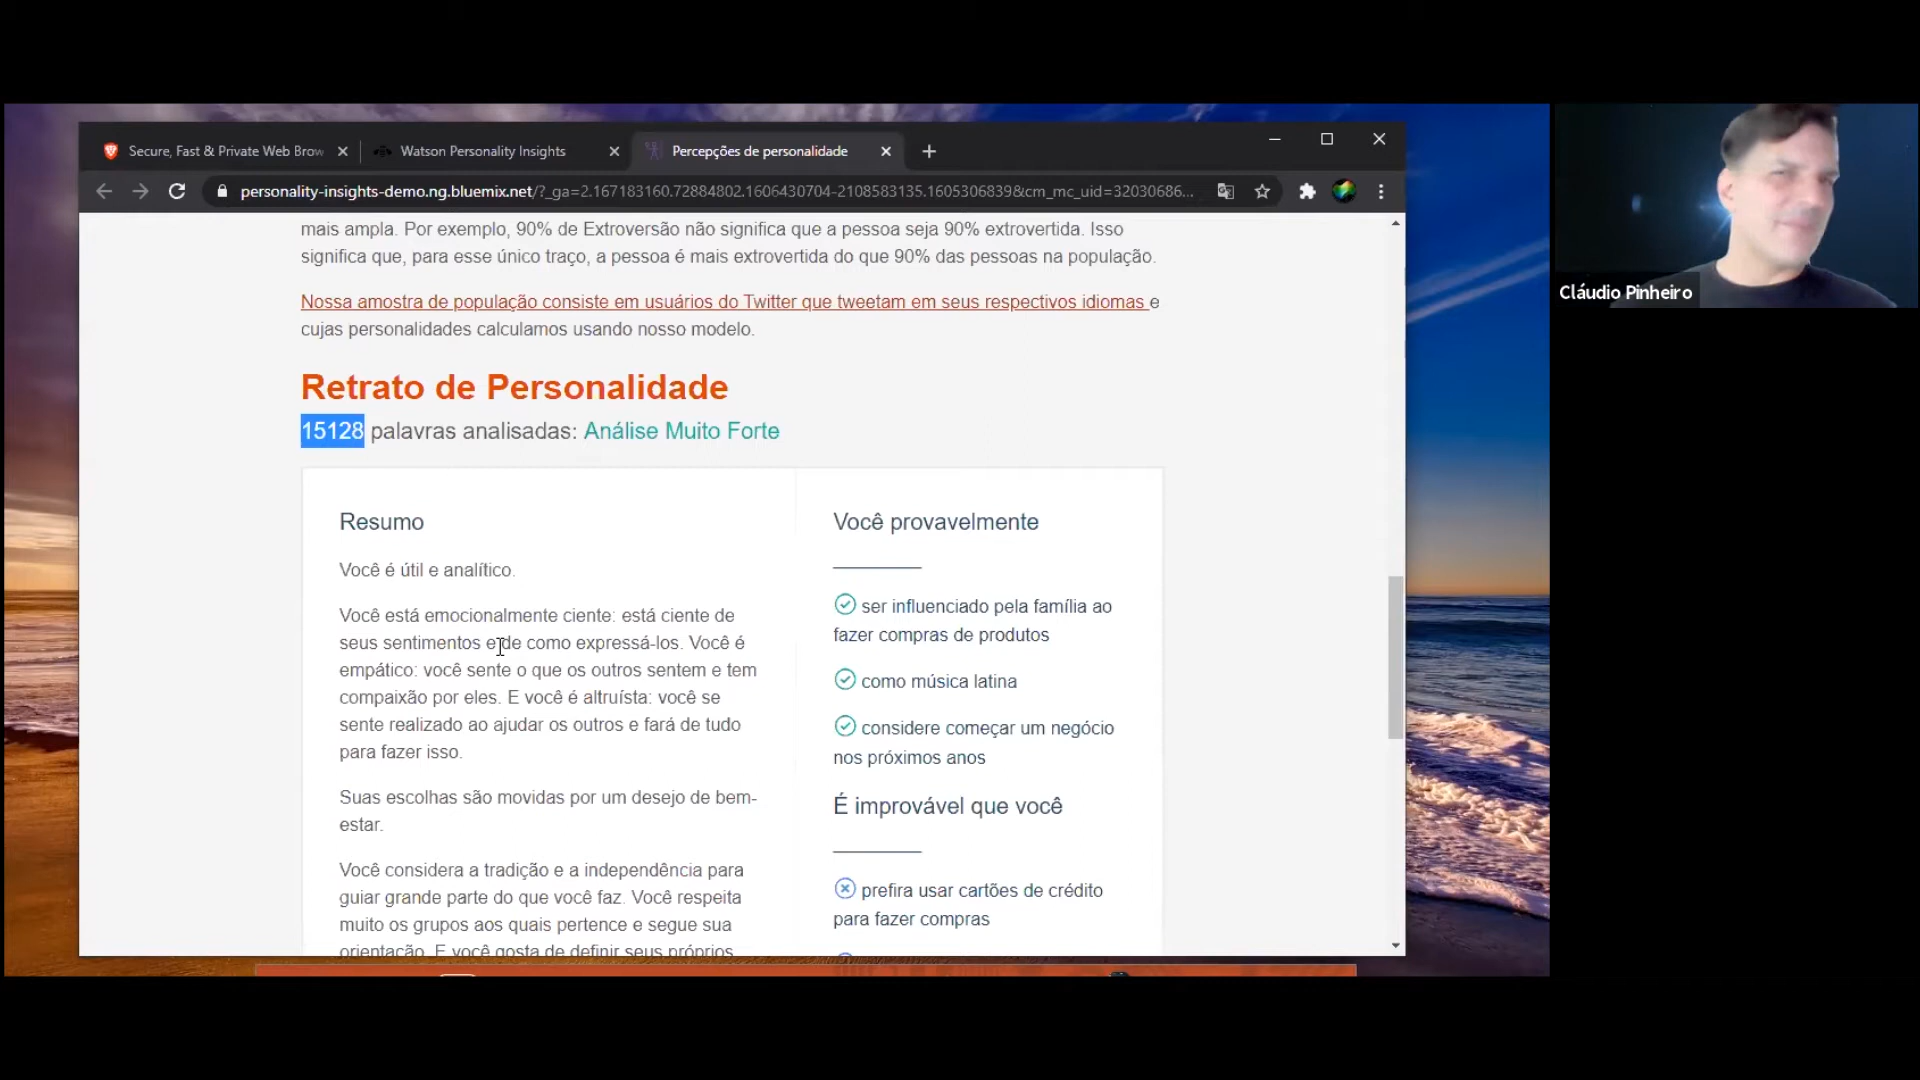 Secure, Fast & Private Web Brow
Watson Personality Insights
Percepções de personalidade
personality-insights-demo.ng.bluemix.net/?_ga=2.167183160.72884802.1606430704-2108583135.1605306839&cm_mc_uid=32030686...
Cláudio Pinheiro
mais ampla. Por exemplo, 90% de Extroversão não significa que a pessoa seja 90% extrovertida. Isso
significa que, para esse único traço, a pessoa é mais extrovertida do que 90% das pessoas na população.
Nossa amostra de população consiste em usuários do Twitter que tweetam em seus respectivos idiomas e
cujas personalidades calculamos usando nosso modelo.
Retrato de Personalidade
15128 palavras analisadas: Análise Muito Forte
Resumo
Você é útil e analítico.
Você está emocionalmente ciente: está ciente de
seus sentimentos e de como expressá-los. Você é
empático: você sente o que os outros sentem e tem
compaixão por eles. E você é altruísta: você se
sente realizado ao ajudar os outros e fará de tudo
para fazer isso.
Suas escolhas são movidas por um desejo de bem-
estar.
Você considera a tradição e a independência para
guiar grande parte do que você faz. Você respeita
muito os grupos aos quais pertence e segue sua
orientação. E você gosta de definir seus próprios
Você provavelmente
ser influenciado pela família ao
fazer compras de produtos
como música latina
considere começar um negócio
nos próximos anos
É improvável que você
prefira usar cartões de crédito
para fazer compras